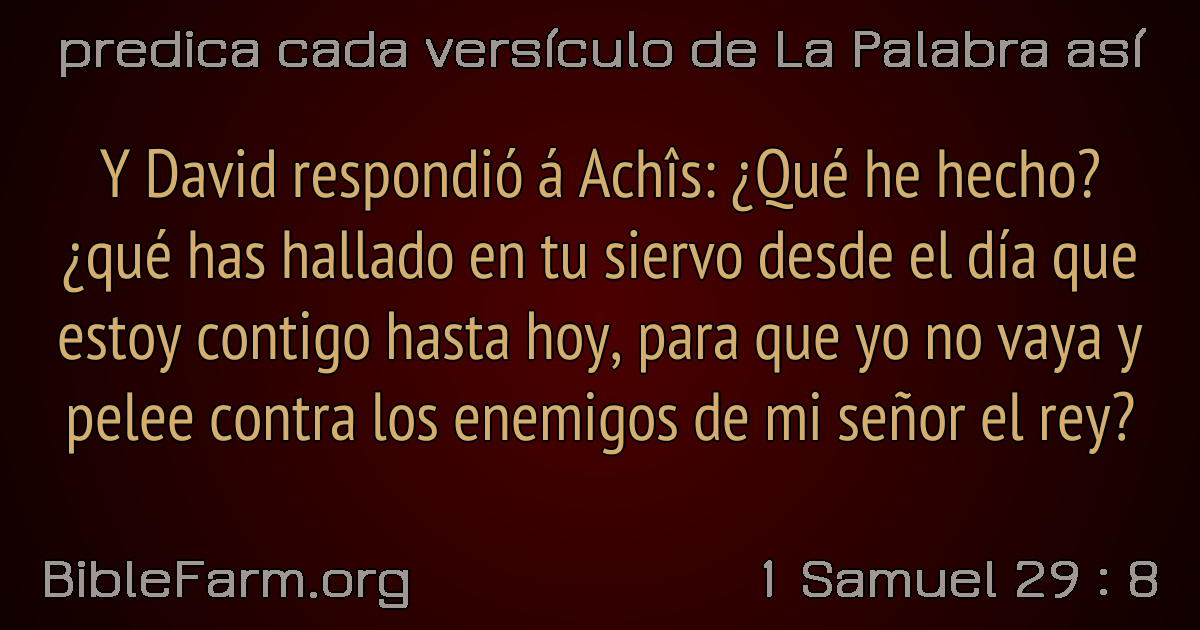 predica cada versículo de La Palabra así
Y David respondió á Achîs: ¿Qué he hecho?
¿qué has hallado en tu siervo desde el día que
estoy contigo hasta hoy, para que yo no vaya y
pelee contra los enemigos de mi señor el rey?
BibleFarm.org
1 Samuel 29 : 8